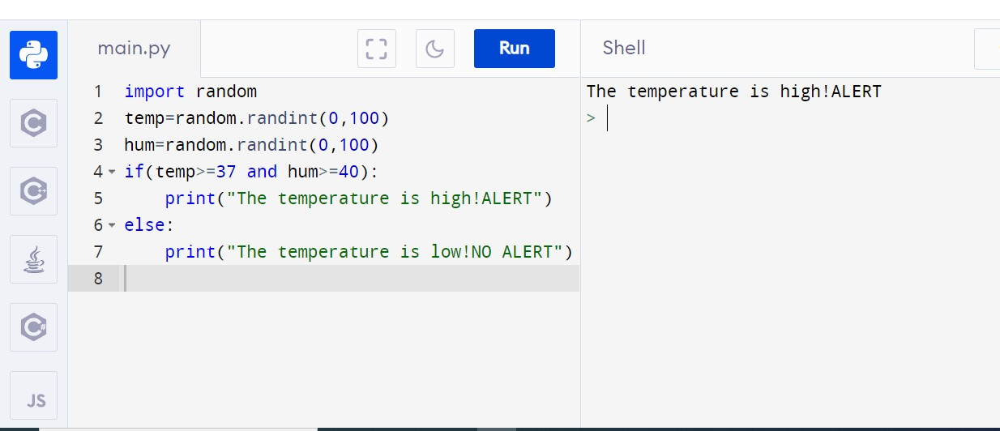 main.py
Run
Shell
1 import random
2 temp=random.randint(0,100)
3 hum=random.randint(0,100)
4 if(temp>=37 and hum>=40):
5     print("The temperature is high!ALERT")
6 else:
7     print("The temperature is low!NO ALERT")
8
The temperature is high!ALERT
>
C
C++
C#
JS